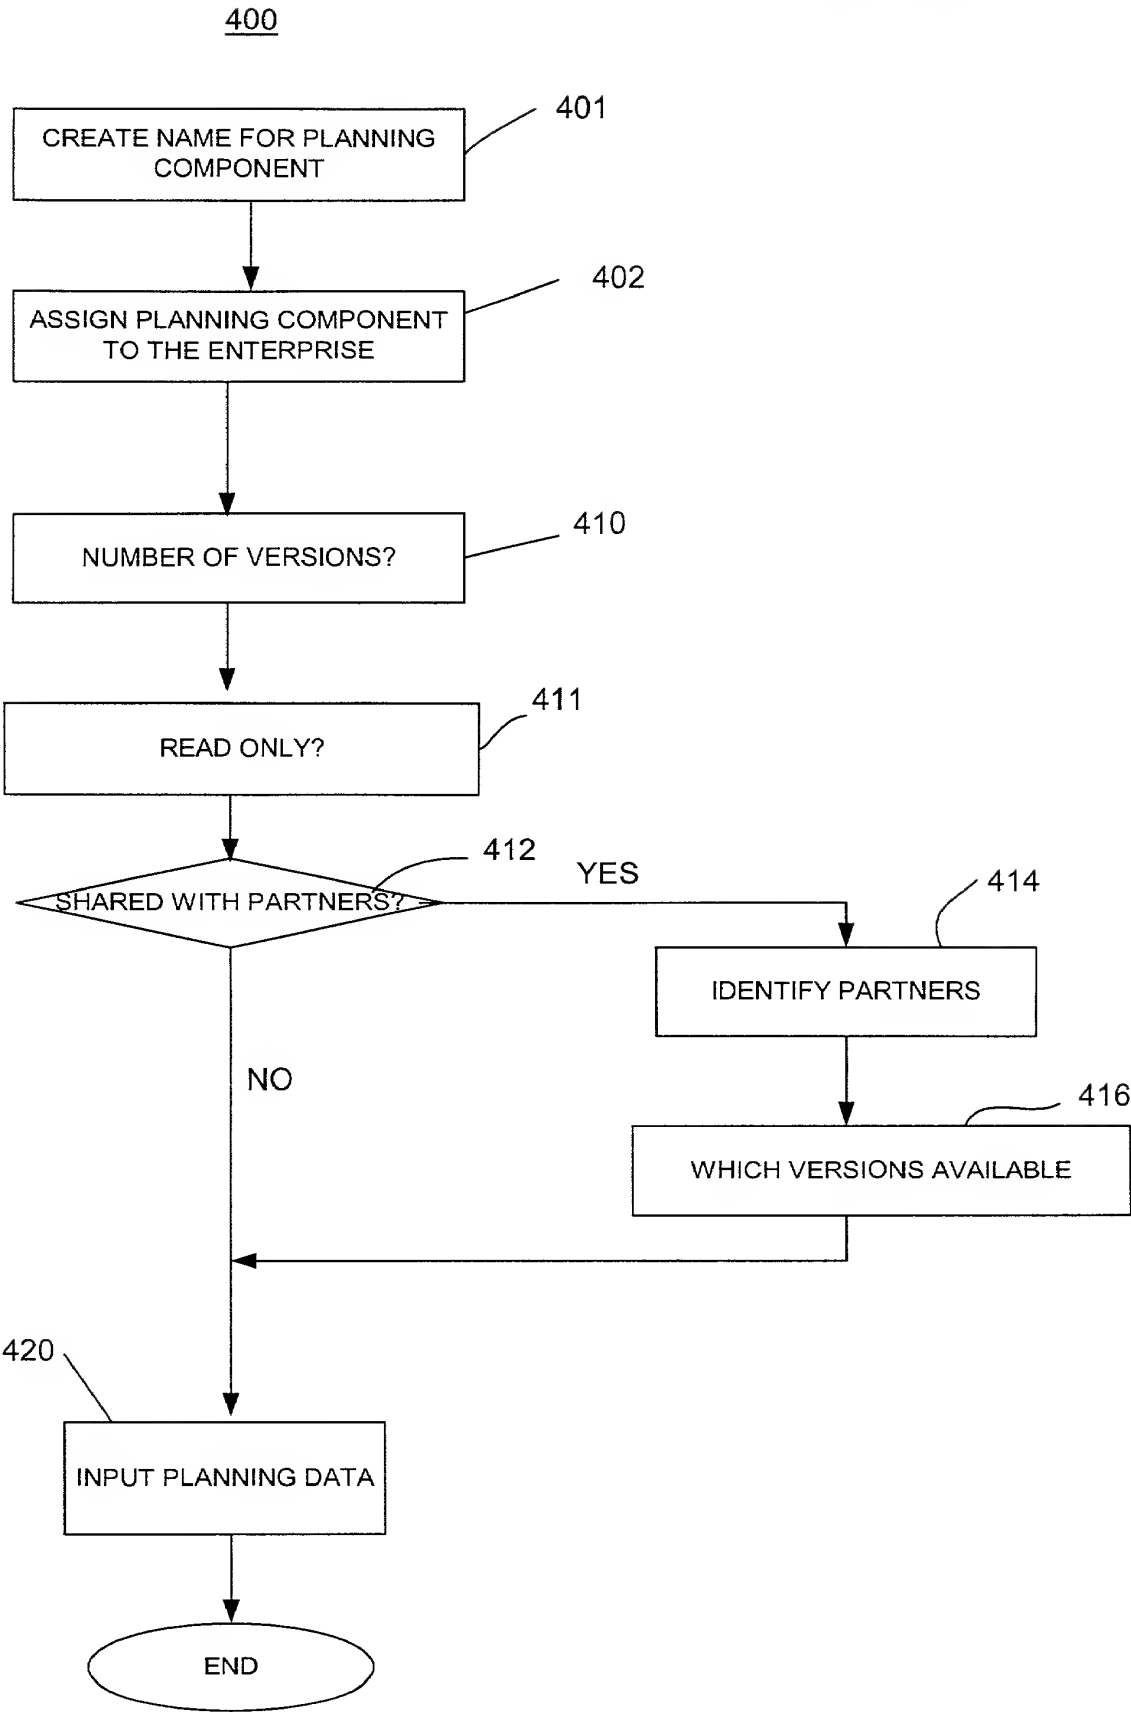 400
401
CREATE NAME FOR PLANNING
COMPONENT
402
ASSIGN PLANNING COMPONENT
TO THE ENTERPRISE
410
NUMBER OF VERSIONS?
411
READ ONLY?
412
SHARED WITH PARTNERS?
YES
414
IDENTIFY PARTNERS
NO
416
WHICH VERSIONS AVAILABLE
420
INPUT PLANNING DATA
END